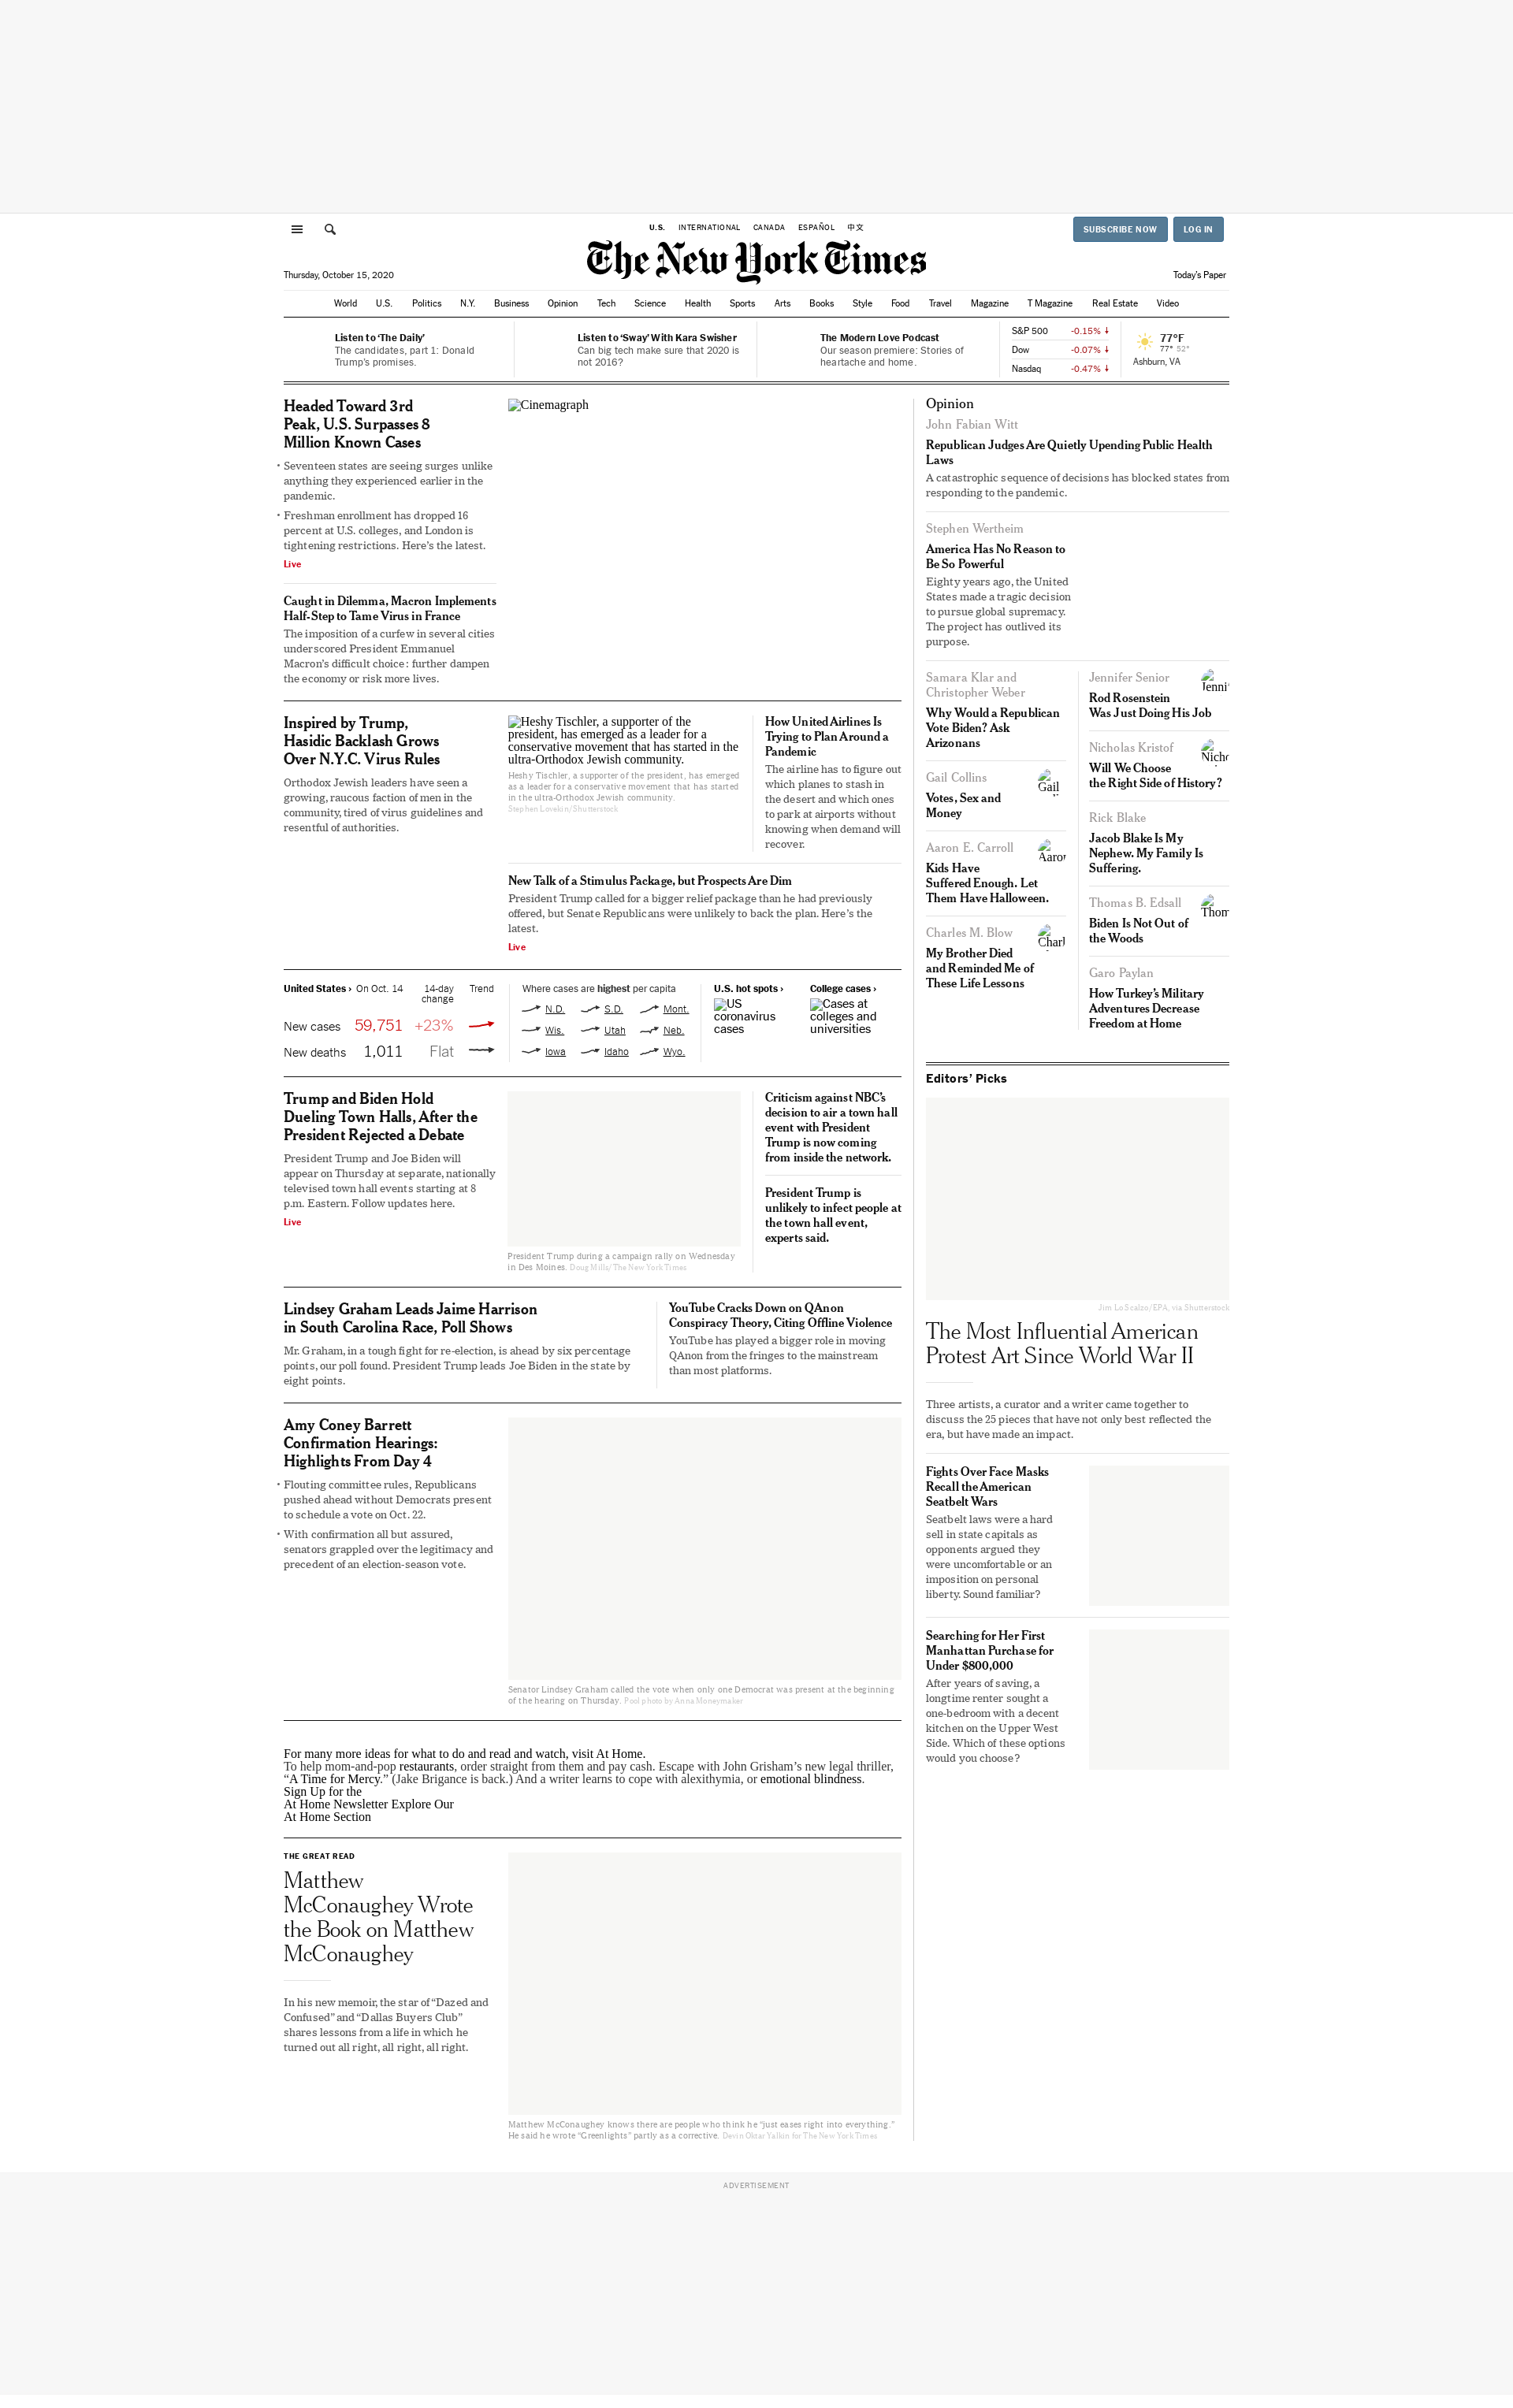 U.S. INTERNATIONAL CANADA ESPAÑOL 中文
SUBSCRIBE NOW LOG IN
The New York Times
Thursday, October 15, 2020
Today's Paper
World U.S. Politics N.Y. Business Opinion Tech Science Health Sports Arts Books Style Food Travel Magazine T Magazine Real Estate Video
Listen to ‘The Daily’
The candidates, part 1: Donald
Trump’s promises.
Listen to ‘Sway’ With Kara Swisher
Can big tech make sure that 2020 is
not 2016?
The Modern Love Podcast
Our season premiere: Stories of
heartache and home.
S&P 500 -0.15%
Dow -0.07%
Nasdaq -0.47%
77°F
77° 52°
Ashburn, VA
Headed Toward 3rd
Peak, U.S. Surpasses 8
Million Known Cases
• Seventeen states are seeing surges unlike
anything they experienced earlier in the
pandemic.
• Freshman enrollment has dropped 16
percent at U.S. colleges, and London is
tightening restrictions. Here’s the latest.
Live
Caught in Dilemma, Macron Implements
Half-Step to Tame Virus in France
The imposition of a curfew in several cities
underscored President Emmanuel
Macron’s difficult choice: further dampen
the economy or risk more lives.
Cinemagraph
Inspired by Trump,
Hasidic Backlash Grows
Over N.Y.C. Virus Rules
Orthodox Jewish leaders have seen a
growing, raucous faction of men in the
community, tired of virus guidelines and
resentful of authorities.
Heshy Tischler, a supporter of the
president, has emerged as a leader for a
conservative movement that has started in the
ultra-Orthodox Jewish community.
Heshy Tischler, a supporter of the president, has emerged
as a leader for a conservative movement that has started
in the ultra-Orthodox Jewish community.
Stephen Lovekin/Shutterstock
How United Airlines Is
Trying to Plan Around a
Pandemic
The airline has to figure out
which planes to stash in
the desert and which ones
to park at airports without
knowing when demand will
recover.
New Talk of a Stimulus Package, but Prospects Are Dim
President Trump called for a bigger relief package than he had previously
offered, but Senate Republicans were unlikely to back the plan. Here’s the
latest.
Live
United States › On Oct. 14 14-day
change Trend
New cases 59,751 +23%
New deaths 1,011 Flat
Where cases are highest per capita
N.D. S.D. Mont.
Wis. Utah Neb.
Iowa Idaho Wyo.
U.S. hot spots ›
US
coronavirus
cases
College cases ›
Cases at
colleges and
universities
Trump and Biden Hold
Dueling Town Halls, After the
President Rejected a Debate
President Trump and Joe Biden will
appear on Thursday at separate, nationally
televised town hall events starting at 8
p.m. Eastern. Follow updates here.
Live
President Trump during a campaign rally on Wednesday
in Des Moines. Doug Mills/The New York Times
Criticism against NBC’s
decision to air a town hall
event with President
Trump is now coming
from inside the network.
President Trump is
unlikely to infect people at
the town hall event,
experts said.
Lindsey Graham Leads Jaime Harrison
in South Carolina Race, Poll Shows
Mr. Graham, in a tough fight for re-election, is ahead by six percentage
points, our poll found. President Trump leads Joe Biden in the state by
eight points.
YouTube Cracks Down on QAnon
Conspiracy Theory, Citing Offline Violence
YouTube has played a bigger role in moving
QAnon from the fringes to the mainstream
than most platforms.
Amy Coney Barrett
Confirmation Hearings:
Highlights From Day 4
• Flouting committee rules, Republicans
pushed ahead without Democrats present
to schedule a vote on Oct. 22.
• With confirmation all but assured,
senators grappled over the legitimacy and
precedent of an election-season vote.
Senator Lindsey Graham called the vote when only one Democrat was present at the beginning
of the hearing on Thursday. Pool photo by Anna Moneymaker
For many more ideas for what to do and read and watch, visit At Home.
To help mom-and-pop restaurants, order straight from them and pay cash. Escape with John Grisham’s new legal thriller,
“A Time for Mercy.” (Jake Brigance is back.) And a writer learns to cope with alexithymia, or emotional blindness.
Sign Up for the
At Home Newsletter Explore Our
At Home Section
THE GREAT READ
Matthew
McConaughey Wrote
the Book on Matthew
McConaughey
In his new memoir, the star of “Dazed and
Confused” and “Dallas Buyers Club”
shares lessons from a life in which he
turned out all right, all right, all right.
Matthew McConaughey knows there are people who think he “just eases right into everything.”
He said he wrote “Greenlights” partly as a corrective. Devin Oktar Yalkin for The New York Times
Opinion
John Fabian Witt
Republican Judges Are Quietly Upending Public Health
Laws
A catastrophic sequence of decisions has blocked states from
responding to the pandemic.
Stephen Wertheim
America Has No Reason to
Be So Powerful
Eighty years ago, the United
States made a tragic decision
to pursue global supremacy.
The project has outlived its
purpose.
Samara Klar and
Christopher Weber
Why Would a Republican
Vote Biden? Ask
Arizonans
Gail Collins
Gail
Votes, Sex and
Money
Aaron E. Carroll
Aaron
Kids Have
Suffered Enough. Let
Them Have Halloween.
Charles M. Blow
Charl
My Brother Died
and Reminded Me of
These Life Lessons
Jennifer Senior
Jenni
Rod Rosenstein
Was Just Doing His Job
Nicholas Kristof
Nicho
Will We Choose
the Right Side of History?
Rick Blake
Jacob Blake Is My
Nephew. My Family Is
Suffering.
Thomas B. Edsall
Thom
Biden Is Not Out of
the Woods
Garo Paylan
How Turkey’s Military
Adventures Decrease
Freedom at Home
Editors’ Picks
Jim Lo Scalzo/EPA, via Shutterstock
The Most Influential American
Protest Art Since World War II
Three artists, a curator and a writer came together to
discuss the 25 pieces that have not only best reflected the
era, but have made an impact.
Fights Over Face Masks
Recall the American
Seatbelt Wars
Seatbelt laws were a hard
sell in state capitals as
opponents argued they
were uncomfortable or an
imposition on personal
liberty. Sound familiar?
Searching for Her First
Manhattan Purchase for
Under $800,000
After years of saving, a
longtime renter sought a
one-bedroom with a decent
kitchen on the Upper West
Side. Which of these options
would you choose?
ADVERTISEMENT